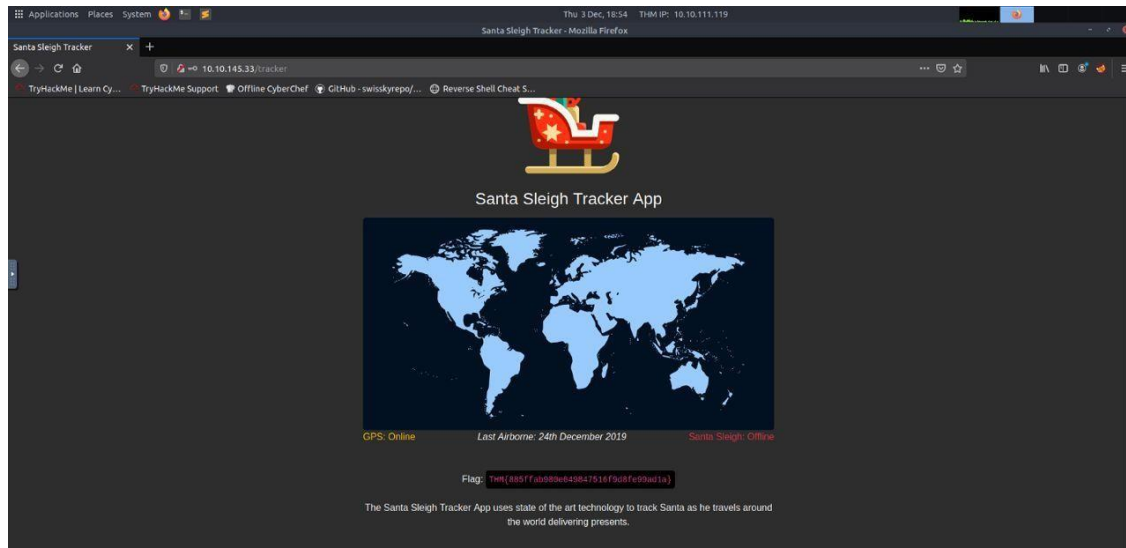 Applications Places System Thu 3 Dec, 18:54 THM IP: 10.10.111.119
Santa Sleigh Tracker - Mozilla Firefox
Santa Sleigh Tracker × +
10.10.145.33/tracker
TryHackMe | Learn Cy... TryHackMe Support Offline CyberChef GitHub - swisskyrepo/... Reverse Shell Cheat S...
Santa Sleigh Tracker App
GPS: Online Last Airborne: 24th December 2019 Santa Sleigh: Offline
Flag:
The Santa Sleigh Tracker App uses state of the art technology to track Santa as he travels around
the world delivering presents.